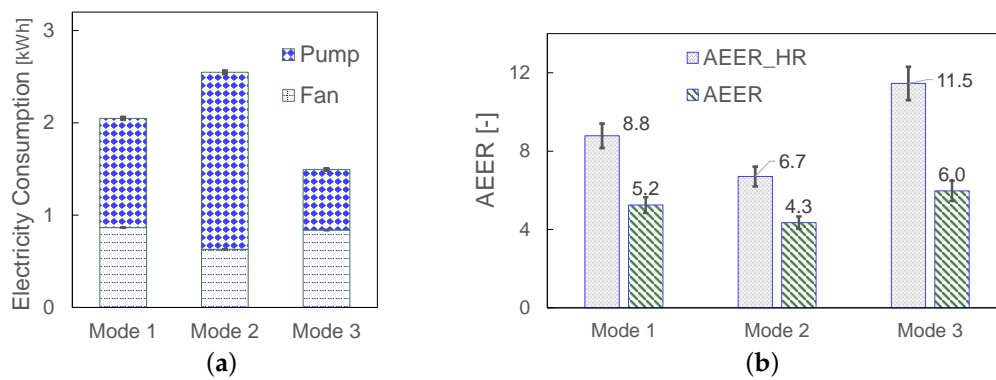 Electricity Consumption [kWh]
3
2
1
0
Pump
Fan
Mode 1 Mode 2 Mode 3
(a)
AEER [-]
12
8
4
0
AEER_HR
AEER
8.8
5.2
6.7
4.3
11.5
6.0
Mode 1 Mode 2 Mode 3
(b)